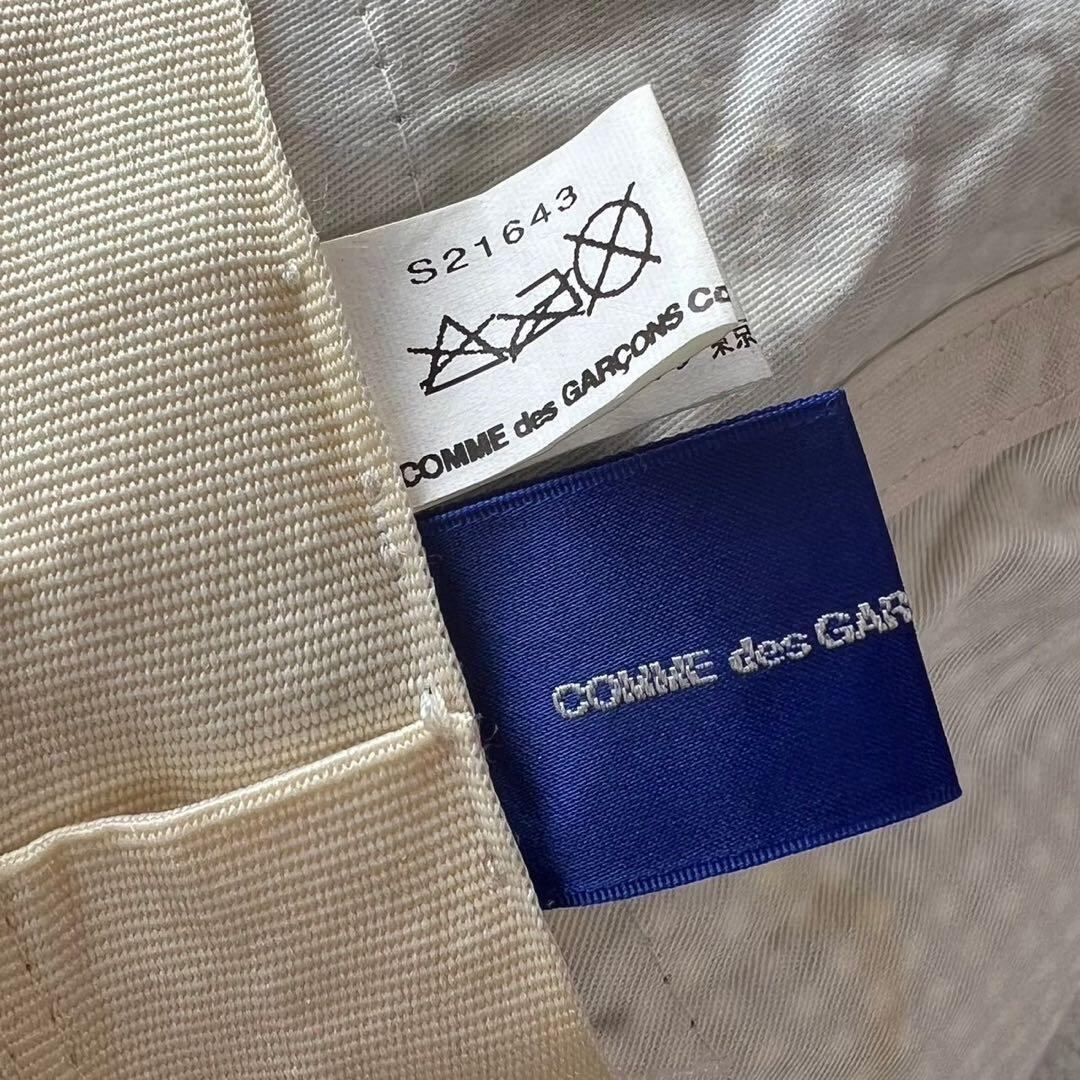 S21643
COMME des GARÇONS Co
東京
COMME des GAR